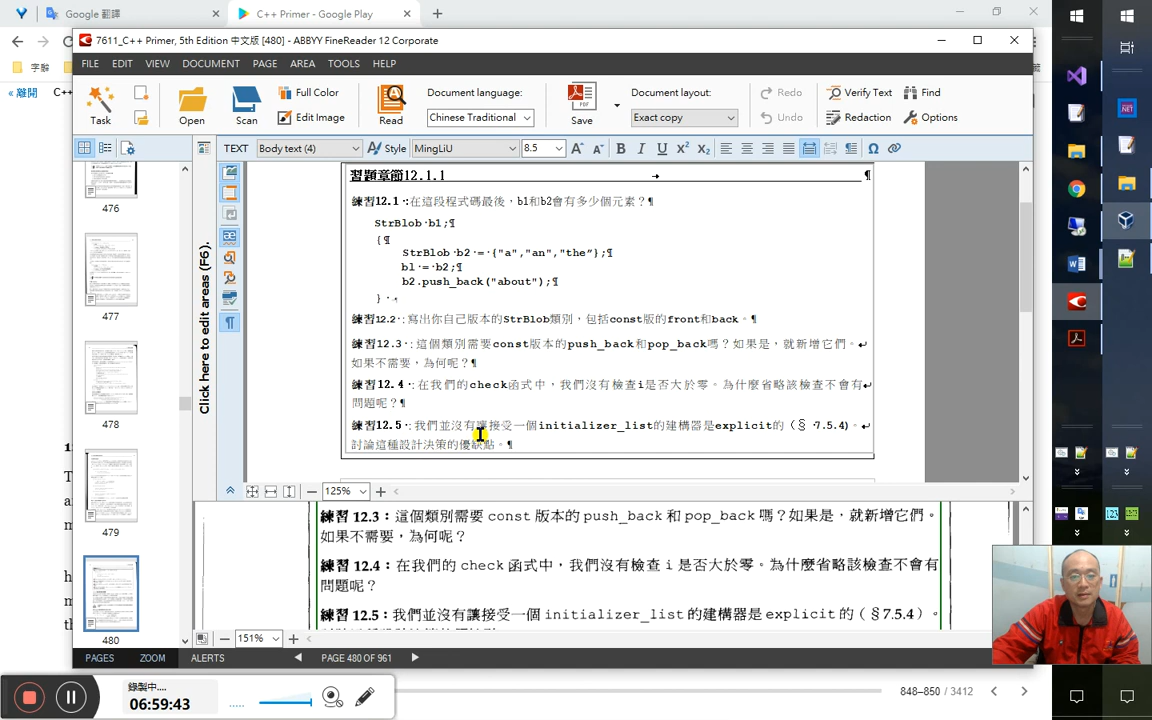 Google 翻譯
C++ Primer - Google Play
7611_C++ Primer, 5th Edition 中文版 [480] - ABBYY FineReader 12 Corporate
FILE EDIT VIEW DOCUMENT PAGE AREA TOOLS HELP
字辭
«離開
C++
Task
Open
Scan
Full Color
Edit Image
Read
Document language:
Chinese Traditional
Save
Document layout:
Exact copy
Redo
Undo
Verify Text
Redaction
Find
Options
TEXT Body text (4) Style MingLiU 8.5
476
477
478
479
480
Click here to edit areas (F6).
習題章節12.1.1 → ¶
練習12.1·:在這段程式碼最後，b1和b2會有多少個元素？¶
StrBlob·b1;¶
{¶
StrBlob·b2·=·{"a","an","the"};¶
bl·=·b2;¶
b2.push_back("about");¶
}
練習12.2·:寫出你自己版本的StrBlob類別，包括const版的front和back。¶
練習12.3·:這個類別需要const版本的push_back和pop_back嗎？如果是，就新增它們。↵
如果不需要，為何呢？¶
練習12.4·:在我們的check函式中，我們沒有檢查i是否大於零。為什麼省略該檢查不會有↵
問題呢？¶
練習12.5·:我們並沒有讓接受一個initializer_list的建構器是explicit的（§·7.5.4)。↵
討論這種設計決策的優缺點。¶
125%
練習 12.3：這個類別需要 const 版本的 push_back 和 pop_back 嗎？如果是，就新增它們。
如果不需要，為何呢？
練習 12.4：在我們的 check 函式中，我們沒有檢查 i 是否大於零。為什麼省略該檢查不會有
問題呢？
練習 12.5：我們並沒有讓接受一個 initializer_list 的建構器是 explicit 的（§7.5.4）。
151%
PAGES ZOOM ALERTS PAGE 480 OF 961
錄製中....
06:59:43
848–850 / 3412